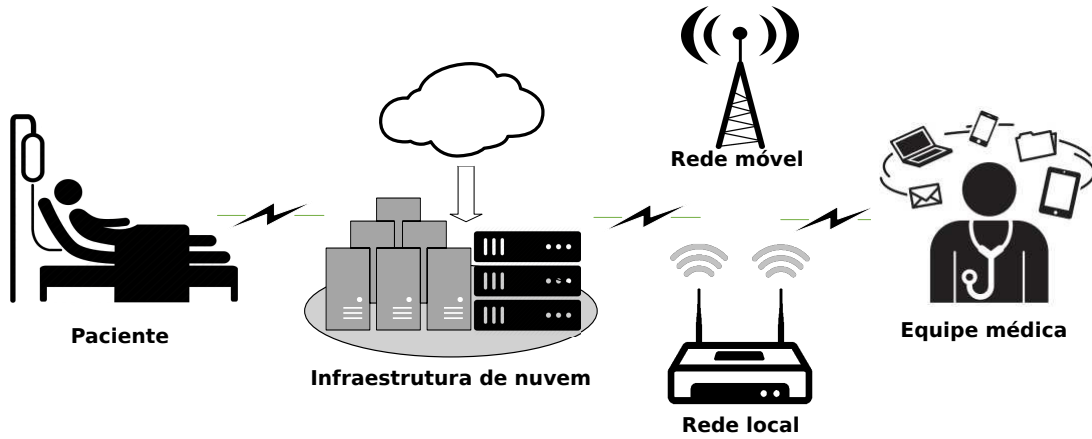 Rede móvel
Paciente
Infraestrutura de nuvem
Equipe médica
Rede local